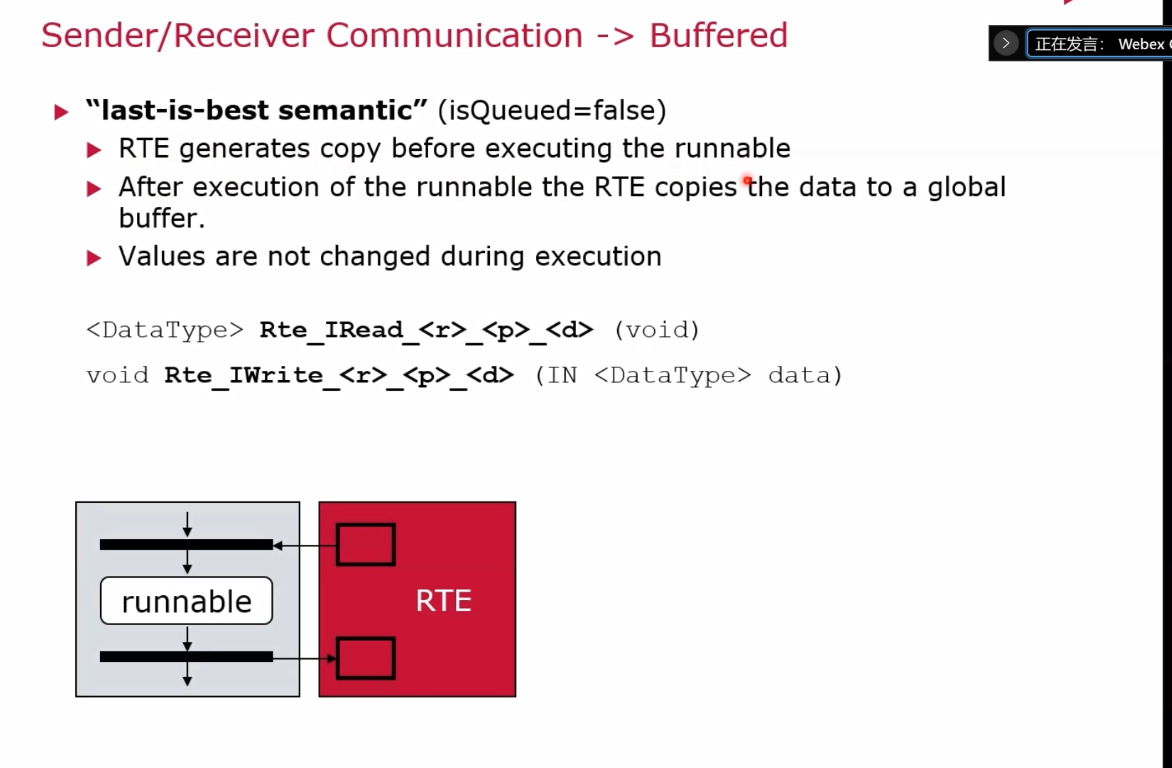 Sender/Receiver Communication -> Buffered
正在发言： Webex
“last-is-best semantic” (isQueued=false)
RTE generates copy before executing the runnable
After execution of the runnable the RTE copies the data to a global
buffer.
Values are not changed during execution
<DataType> Rte_IRead_<r>_<p>_<d> (void)
void Rte_IWrite_<r>_<p>_<d> (IN <DataType> data)
runnable
RTE